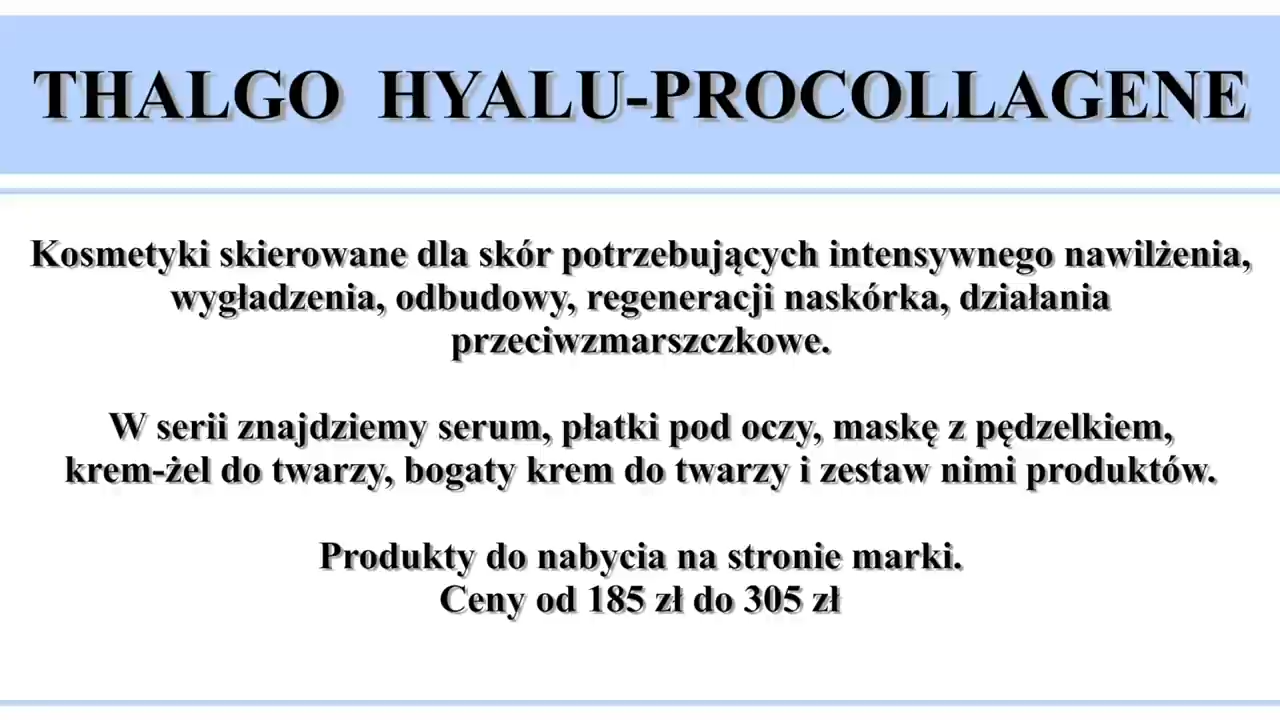 THALGO HYALU-PROCOLLAGENE
Kosmetyki skierowane dla skór potrzebujących intensywnego nawilżenia,
wygładzenia, odbudowy, regeneracji naskórka, działania
przeciwzmarszczkowe.
W serii znajdziemy serum, płatki pod oczy, maskę z pędzelkiem,
krem-żel do twarzy, bogaty krem do twarzy i zestaw nimi produktów.
Produkty do nabycia na stronie marki.
Ceny od 185 zł do 305 zł